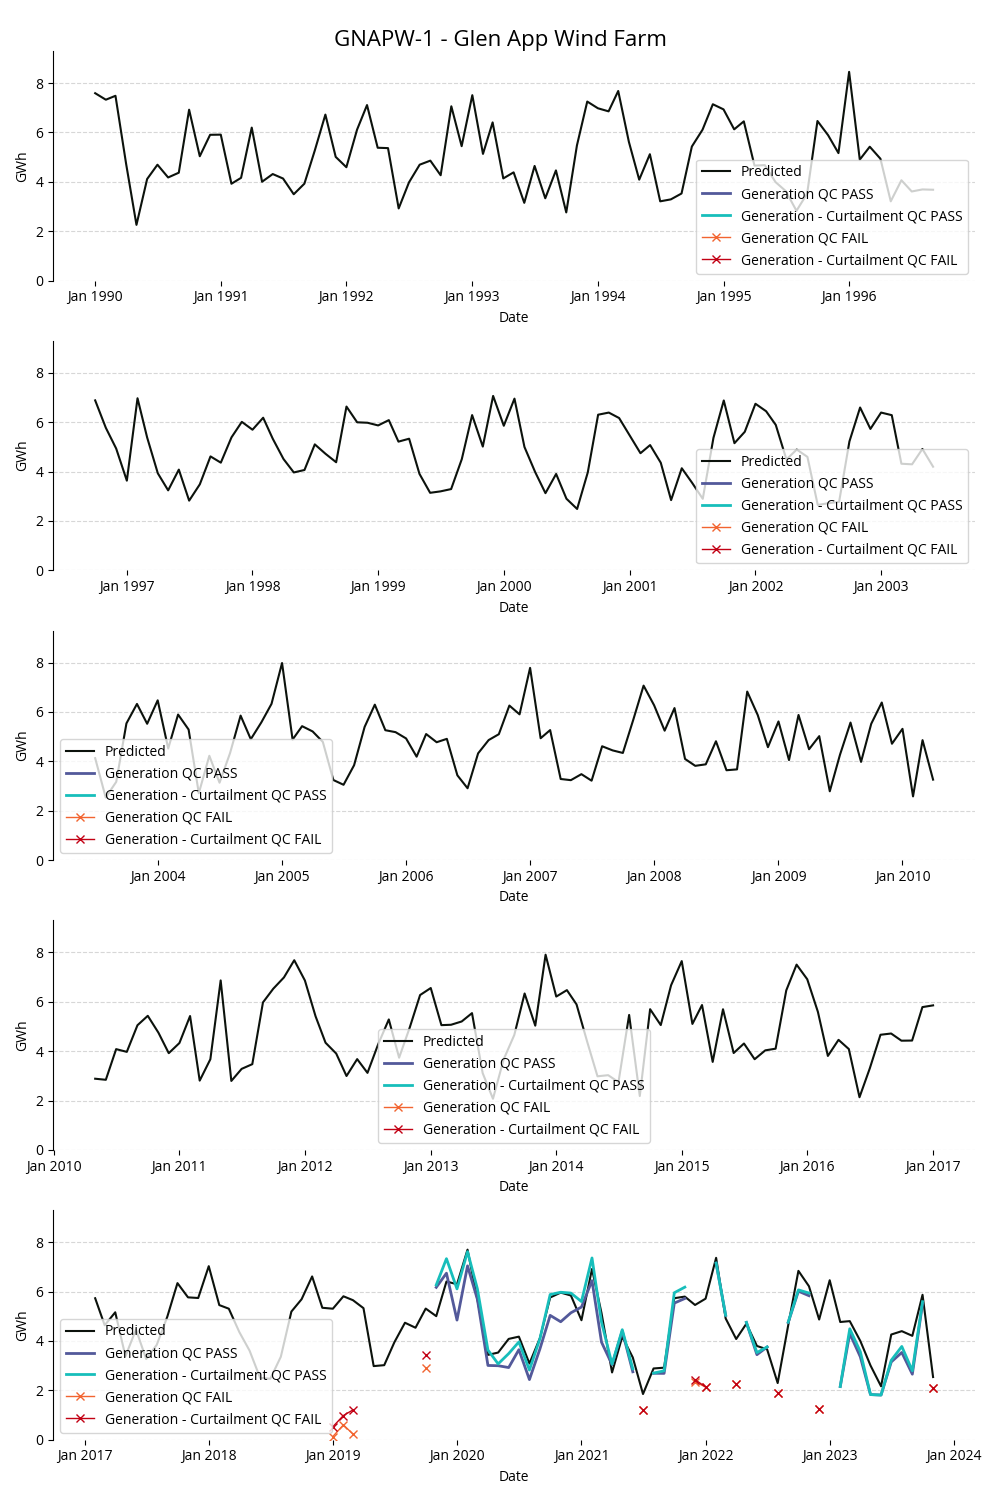 GNAPW-1 - Glen App Wind Farm
8
6
4
2
0
GWh
Predicted
Generation QC PASS
Generation - Curtailment QC PASS
Generation QC FAIL
Generation - Curtailment QC FAIL
Jan 1990 Jan 1991 Jan 1992 Jan 1993 Jan 1994 Jan 1995 Jan 1996
Date
8
6
4
2
0
GWh
Predicted
Generation QC PASS
Generation - Curtailment QC PASS
Generation QC FAIL
Generation - Curtailment QC FAIL
Jan 1997 Jan 1998 Jan 1999 Jan 2000 Jan 2001 Jan 2002 Jan 2003
Date
8
6
4
2
0
GWh
Predicted
Generation QC PASS
Generation - Curtailment QC PASS
Generation QC FAIL
Generation - Curtailment QC FAIL
Jan 2004 Jan 2005 Jan 2006 Jan 2007 Jan 2008 Jan 2009 Jan 2010
Date
8
6
4
2
0
GWh
Predicted
Generation QC PASS
Generation - Curtailment QC PASS
Generation QC FAIL
Generation - Curtailment QC FAIL
Jan 2010 Jan 2011 Jan 2012 Jan 2013 Jan 2014 Jan 2015 Jan 2016 Jan 2017
Date
8
6
4
2
0
GWh
Predicted
Generation QC PASS
Generation - Curtailment QC PASS
Generation QC FAIL
Generation - Curtailment QC FAIL
Jan 2017 Jan 2018 Jan 2019 Jan 2020 Jan 2021 Jan 2022 Jan 2023 Jan 2024
Date